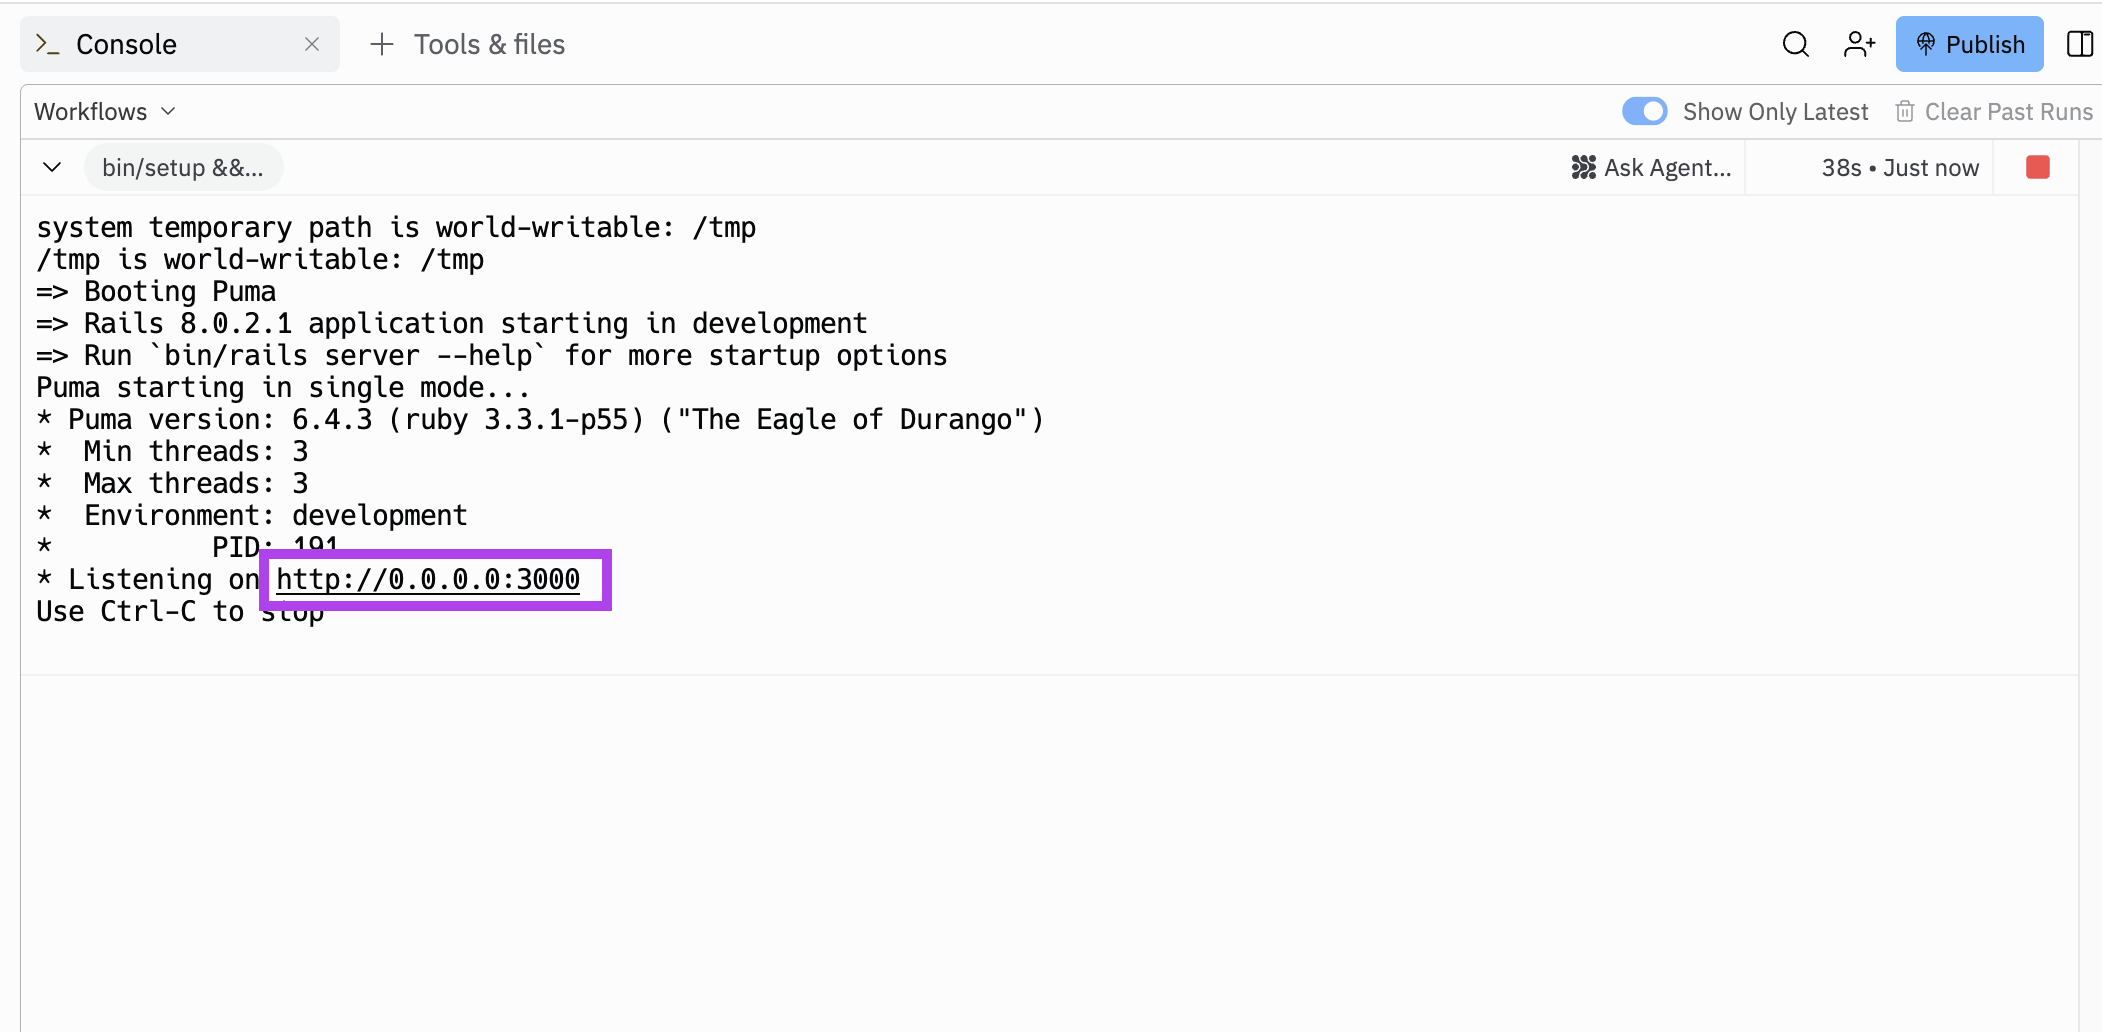 Console
Tools & files
Publish
Workflows
Show Only Latest
Clear Past Runs
bin/setup &&...
Ask Agent...
38s • Just now
system temporary path is world-writable: /tmp
/tmp is world-writable: /tmp
=> Booting Puma
=> Rails 8.0.2.1 application starting in development
=> Run `bin/rails server --help` for more startup options
Puma starting in single mode...
* Puma version: 6.4.3 (ruby 3.3.1-p55) ("The Eagle of Durango")
*  Min threads: 3
*  Max threads: 3
*  Environment: development
*          PID: 191
* Listening on http://0.0.0.0:3000
Use Ctrl-C to stop